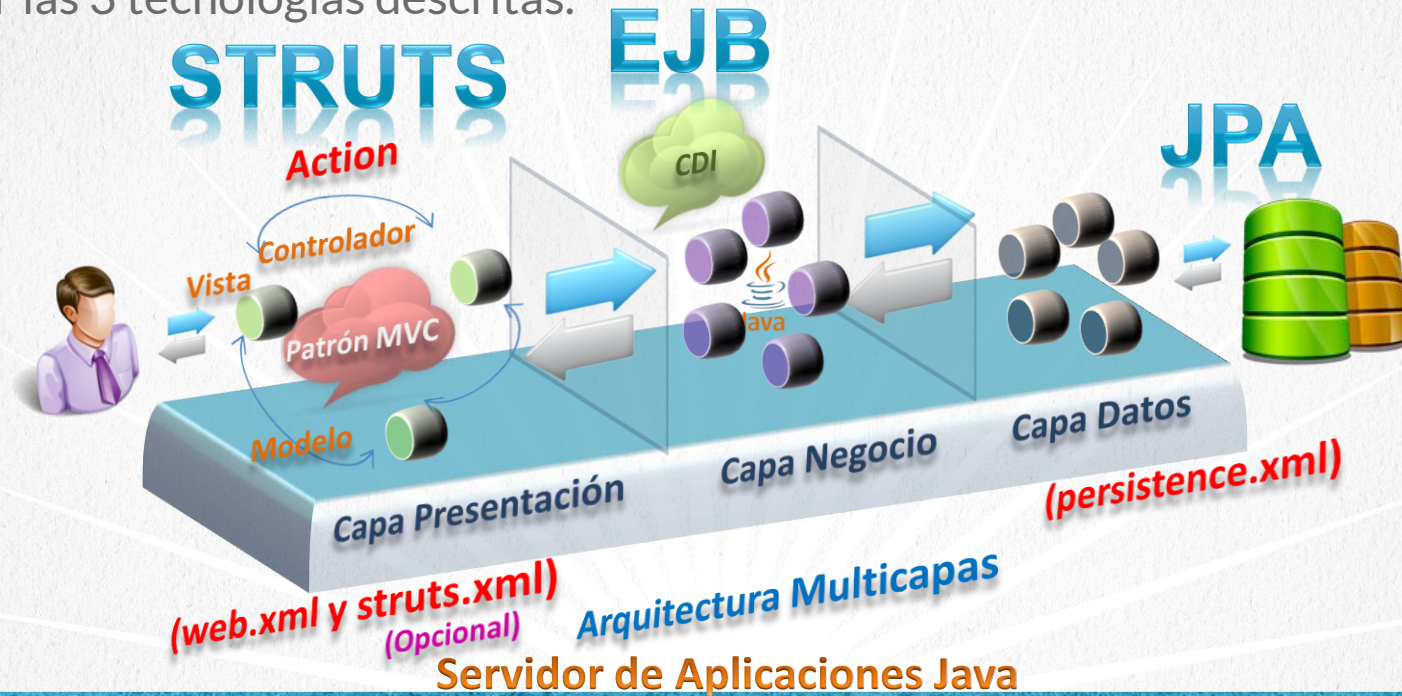 las 3 tecnologías descritas.
STRUTS
EJB
JPA
Action
CDI
Controlador
Vista
Patrón MVC
Java
Modelo
Capa Presentación
Capa Negocio
Capa Datos
(persistence.xml)
(web.xml y struts.xml)
(Opcional)
Arquitectura Multicapas
Servidor de Aplicaciones Java